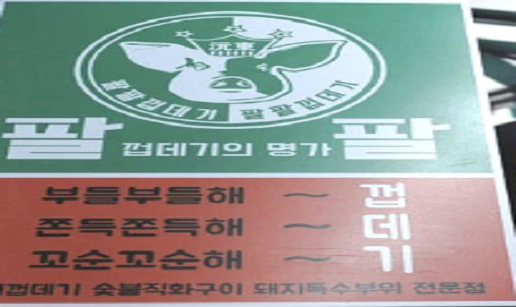 沅東
팔팔껍데기 팔팔껍데기
팔 껍데기의 명가 팔
부들부들해 ~
쫀득쫀득해 ~
꼬순꼬순해 ~
껍데기
껍데기 숯불직화구이 돼지특수부위 전문점